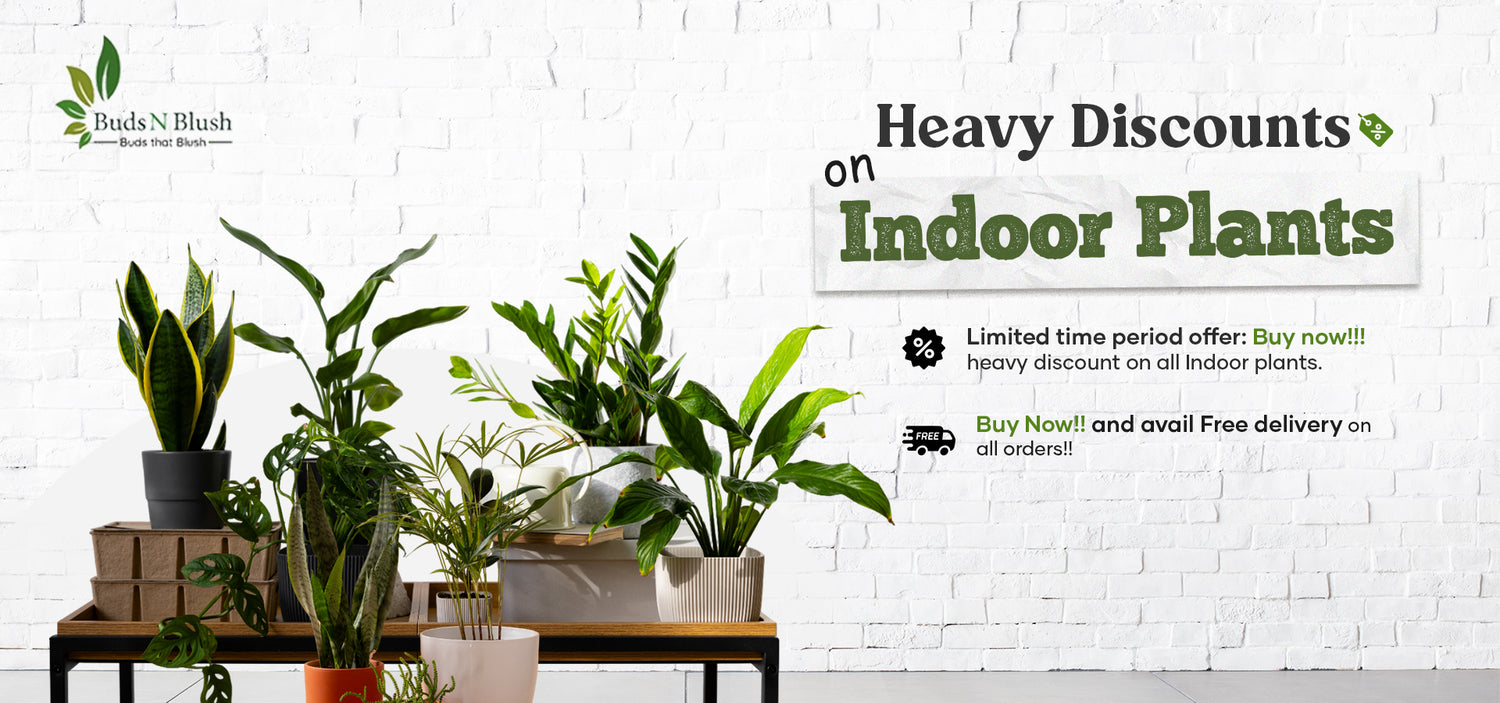 Buds N Blush
Buds that Blush
Heavy Discounts
on
Indoor Plants
Limited time period offer: Buy now!!!
heavy discount on all Indoor plants.
FREE
Buy Now!! and avail Free delivery on
all orders!!